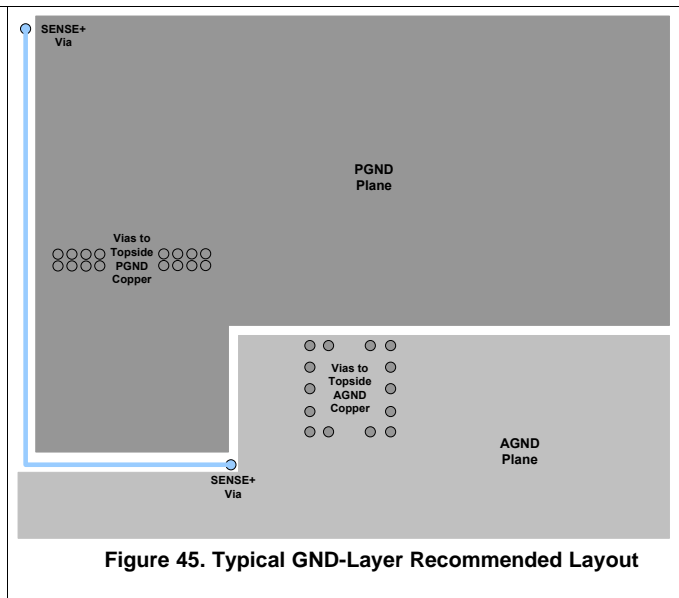 SENSE+
Via
PGND
Plane
Vias to
Topside
PGND
Copper
Vias to
Topside
AGND
Copper
AGND
Plane
SENSE+
Via
Figure 45. Typical GND-Layer Recommended Layout